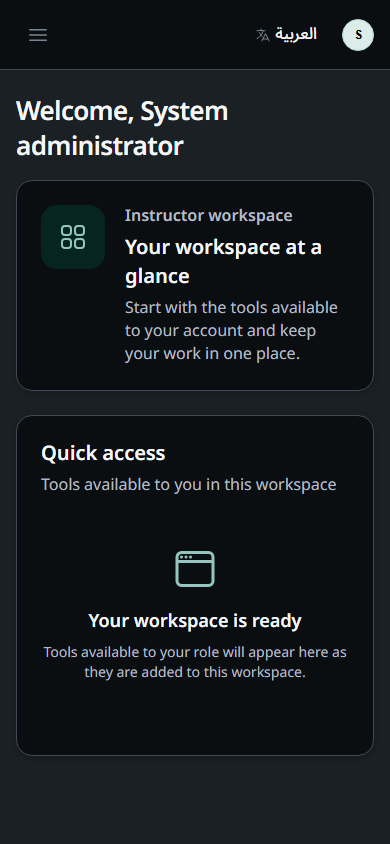 العربية
S
Welcome, System
administrator
Instructor workspace
Your workspace at a
glance
Start with the tools available
to your account and keep
your work in one place.
Quick access
Tools available to you in this workspace
Your workspace is ready
Tools available to your role will appear here as
they are added to this workspace.